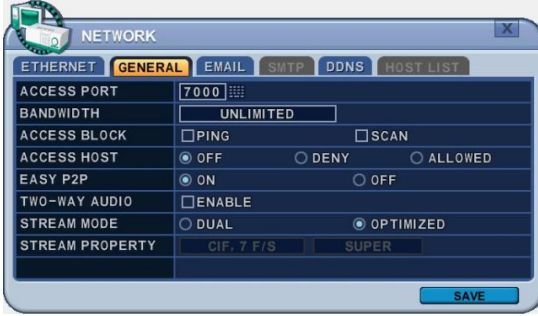 NETWORK X
ETHERNET GENERAL EMAIL SMTP DDNS HOST LIST
ACCESS PORT 7000
BANDWIDTH UNLIMITED
ACCESS BLOCK PING SCAN
ACCESS HOST OFF DENY ALLOWED
EASY P2P ON OFF
TWO-WAY AUDIO ENABLE
STREAM MODE DUAL OPTIMIZED
STREAM PROPERTY CIF, 7 F/S SUPER
SAVE